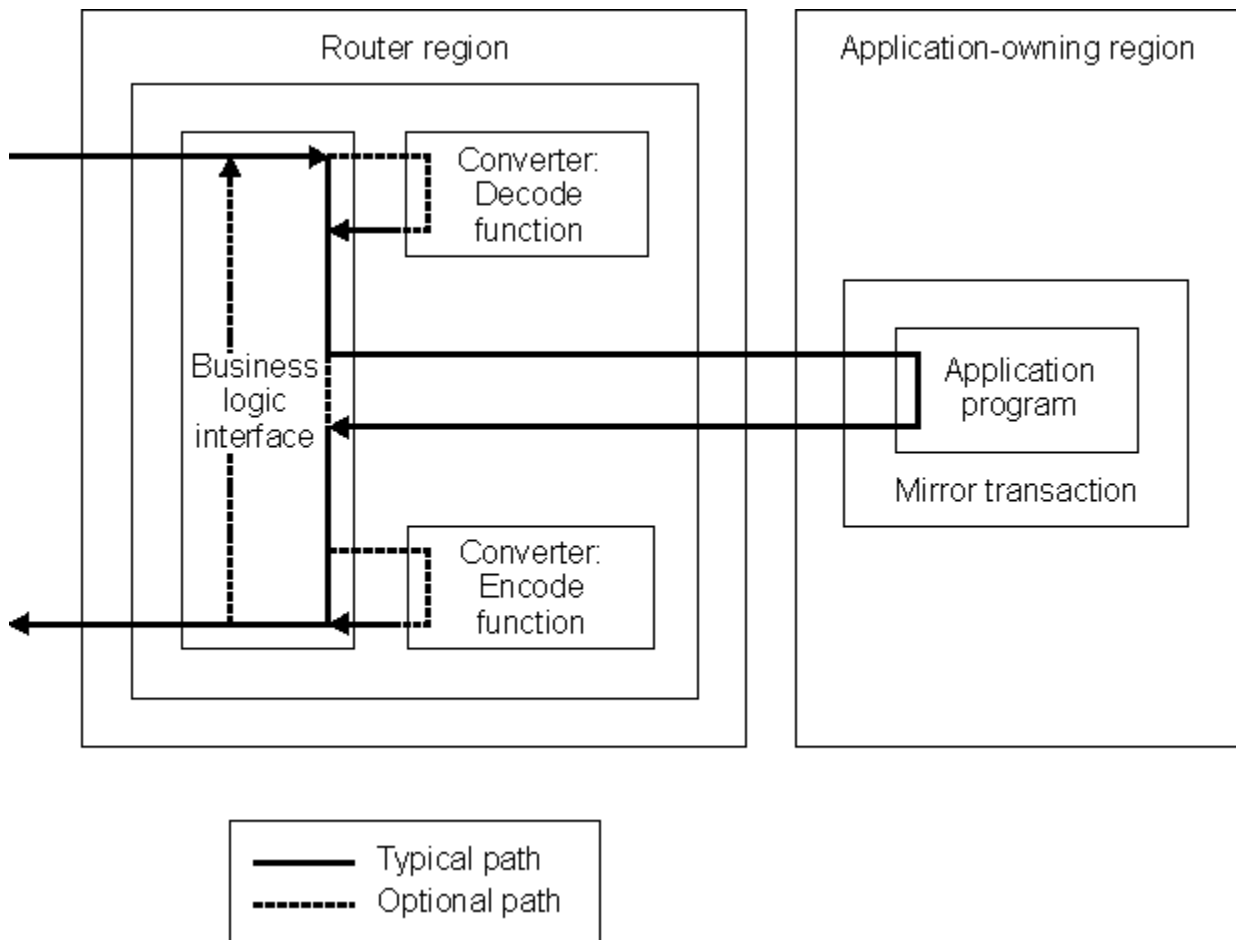 Router region
Application-owning region
Converter:
Decode
function
Business
logic
interface
Application
program
Mirror transaction
Converter:
Encode
function
Typical path
Optional path